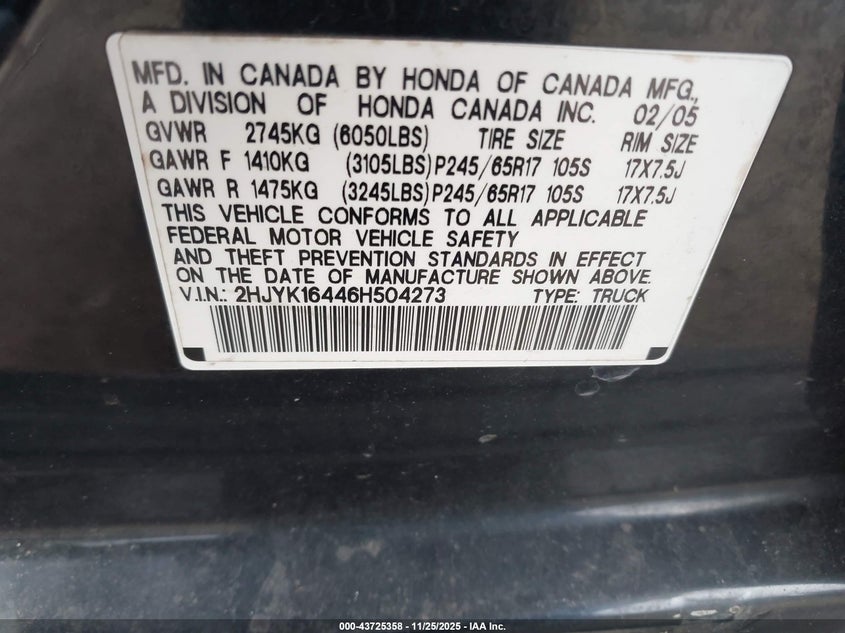 MFD. IN CANADA BY HONDA OF CANADA MFG.,
A DIVISION OF HONDA CANADA INC. 02/05
GVWR 2745KG (6050LBS) TIRE SIZE RIM SIZE
GAWR F 1410KG (3105LBS) P245/65R17 105S 17X7.5J
GAWR R 1475KG (3245LBS) P245/65R17 105S 17X7.5J
THIS VEHICLE CONFORMS TO ALL APPLICABLE
FEDERAL MOTOR VEHICLE SAFETY
AND THEFT PREVENTION STANDARDS IN EFFECT
ON THE DATE OF MANUFACTURE SHOWN ABOVE.
V.I.N.: 2HJYK16446H504273 TYPE: TRUCK
000-43725358 - 11/25/2025 - IAA Inc.